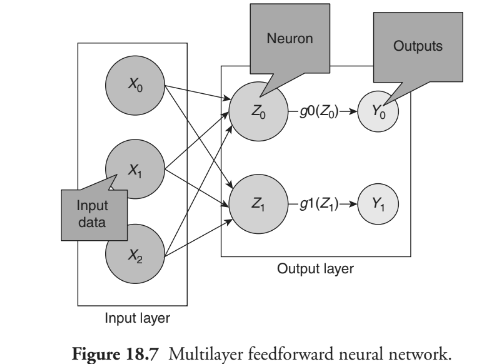 Neuron
Outputs
X0
Z0
g0(Z0)
Y0
X1
Input
data
Z1
g1(Z1)
Y1
X2
Output layer
Input layer
Figure 18.7 Multilayer feedforward neural network.